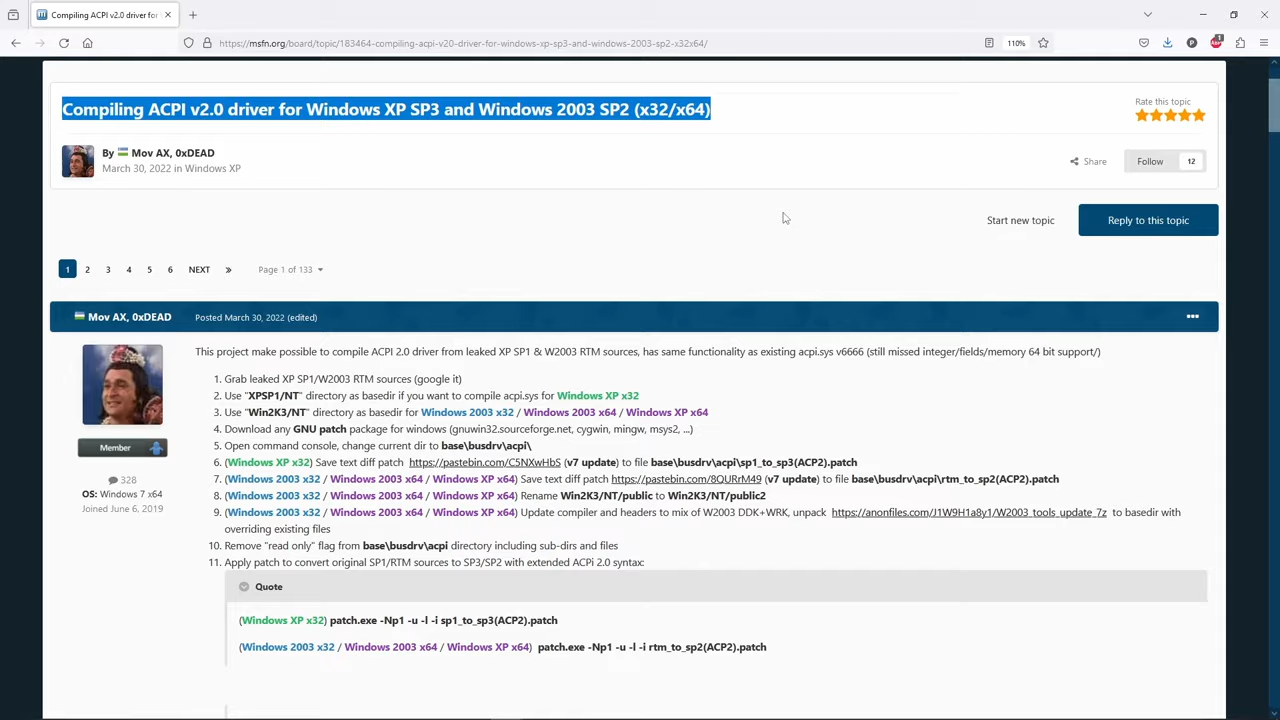 Compiling ACPI v2.0 driver for
https://msfn.org/board/topic/183464-compiling-acpi-v20-driver-for-windows-xp-sp3-and-windows-2003-sp2-x32x64/
110%
Compiling ACPI v2.0 driver for Windows XP SP3 and Windows 2003 SP2 (x32/x64)
Rate this topic
By Mov AX, 0xDEAD
March 30, 2022 in Windows XP
Share
Follow 12
Start new topic
Reply to this topic
1 2 3 4 5 6 NEXT » Page 1 of 133
Mov AX, 0xDEAD
Posted March 30, 2022 (edited)
Member
328
OS: Windows 7 x64
Joined June 6, 2019
This project make possible to compile ACPI 2.0 driver from leaked XP SP1 & W2003 RTM sources, has same functionality as existing acpi.sys v6666 (still missed integer/fields/memory 64 bit support/)
1. Grab leaked XP SP1/W2003 RTM sources (google it)
2. Use "XPSP1/NT" directory as basedir if you want to compile acpi.sys for Windows XP x32
3. Use "Win2K3/NT" directory as basedir for Windows 2003 x32 / Windows 2003 x64 / Windows XP x64
4. Download any GNU patch package for windows (gnuwin32.sourceforge.net, cygwin, mingw, msys2, ...)
5. Open command console, change current dir to base\busdrv\acpi\
6. (Windows XP x32) Save text diff patch https://pastebin.com/C5NXwHbS (v7 update) to file base\busdrv\acpi\sp1_to_sp3(ACP2).patch
7. (Windows 2003 x32 / Windows 2003 x64 / Windows XP x64) Save text diff patch https://pastebin.com/8QURrM49 (v7 update) to file base\busdrv\acpi\rtm_to_sp2(ACP2).patch
8. (Windows 2003 x32 / Windows 2003 x64 / Windows XP x64) Rename Win2K3/NT/public to Win2K3/NT/public2
9. (Windows 2003 x32 / Windows 2003 x64 / Windows XP x64) Update compiler and headers to mix of W2003 DDK+WRK, unpack https://anonfiles.com/J1W9H1a8y1/W2003_tools_update_7z to basedir with
overriding existing files
10. Remove "read only" flag from base\busdrv\acpi directory including sub-dirs and files
11. Apply patch to convert original SP1/RTM sources to SP3/SP2 with extended ACPi 2.0 syntax:
Quote
(Windows XP x32) patch.exe -Np1 -u -l -i sp1_to_sp3(ACP2).patch
(Windows 2003 x32 / Windows 2003 x64 / Windows XP x64) patch.exe -Np1 -u -l -i rtm_to_sp2(ACP2).patch